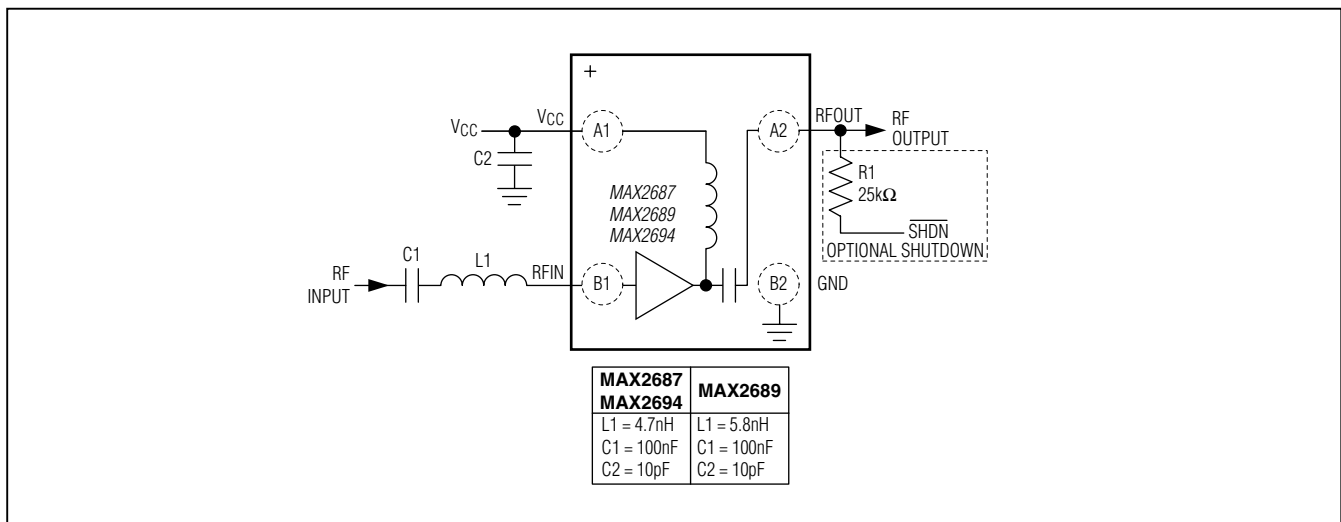 +
VCC
VCC
A1
C2
MAX2687
MAX2689
MAX2694
A2
RFOUT
RF
OUTPUT
R1
25kΩ
SHDN
OPTIONAL SHUTDOWN
RF
INPUT
C1
L1
RFIN
B1
B2
GND
MAX2687
MAX2694
MAX2689
L1 = 4.7nH
L1 = 5.8nH
C1 = 100nF
C1 = 100nF
C2 = 10pF
C2 = 10pF